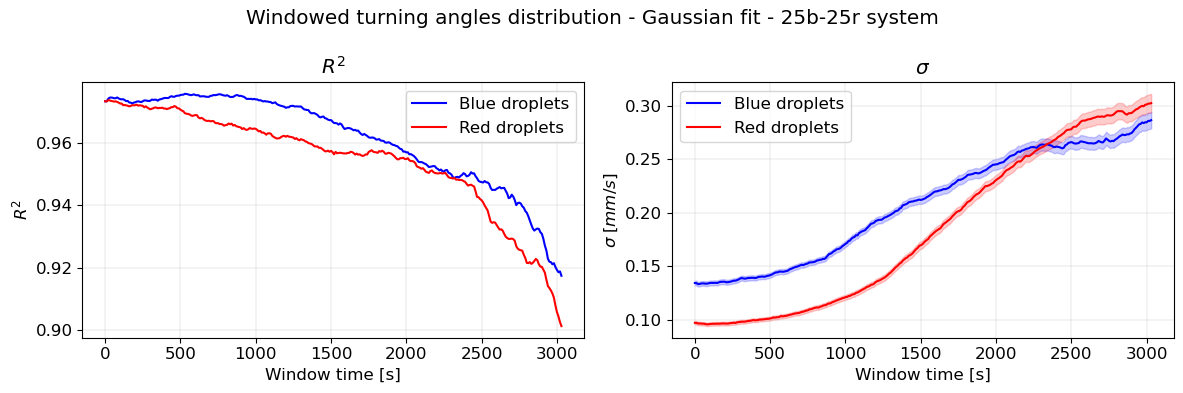 Windowed turning angles distribution - Gaussian fit - 25b-25r system
R²
Blue droplets
Red droplets
0.96
0.94
0.92
0.90
R²
0 500 1000 1500 2000 2500 3000
Window time [s]
σ
Blue droplets
Red droplets
0.30
0.25
0.20
0.15
0.10
σ [mm/s]
0 500 1000 1500 2000 2500 3000
Window time [s]